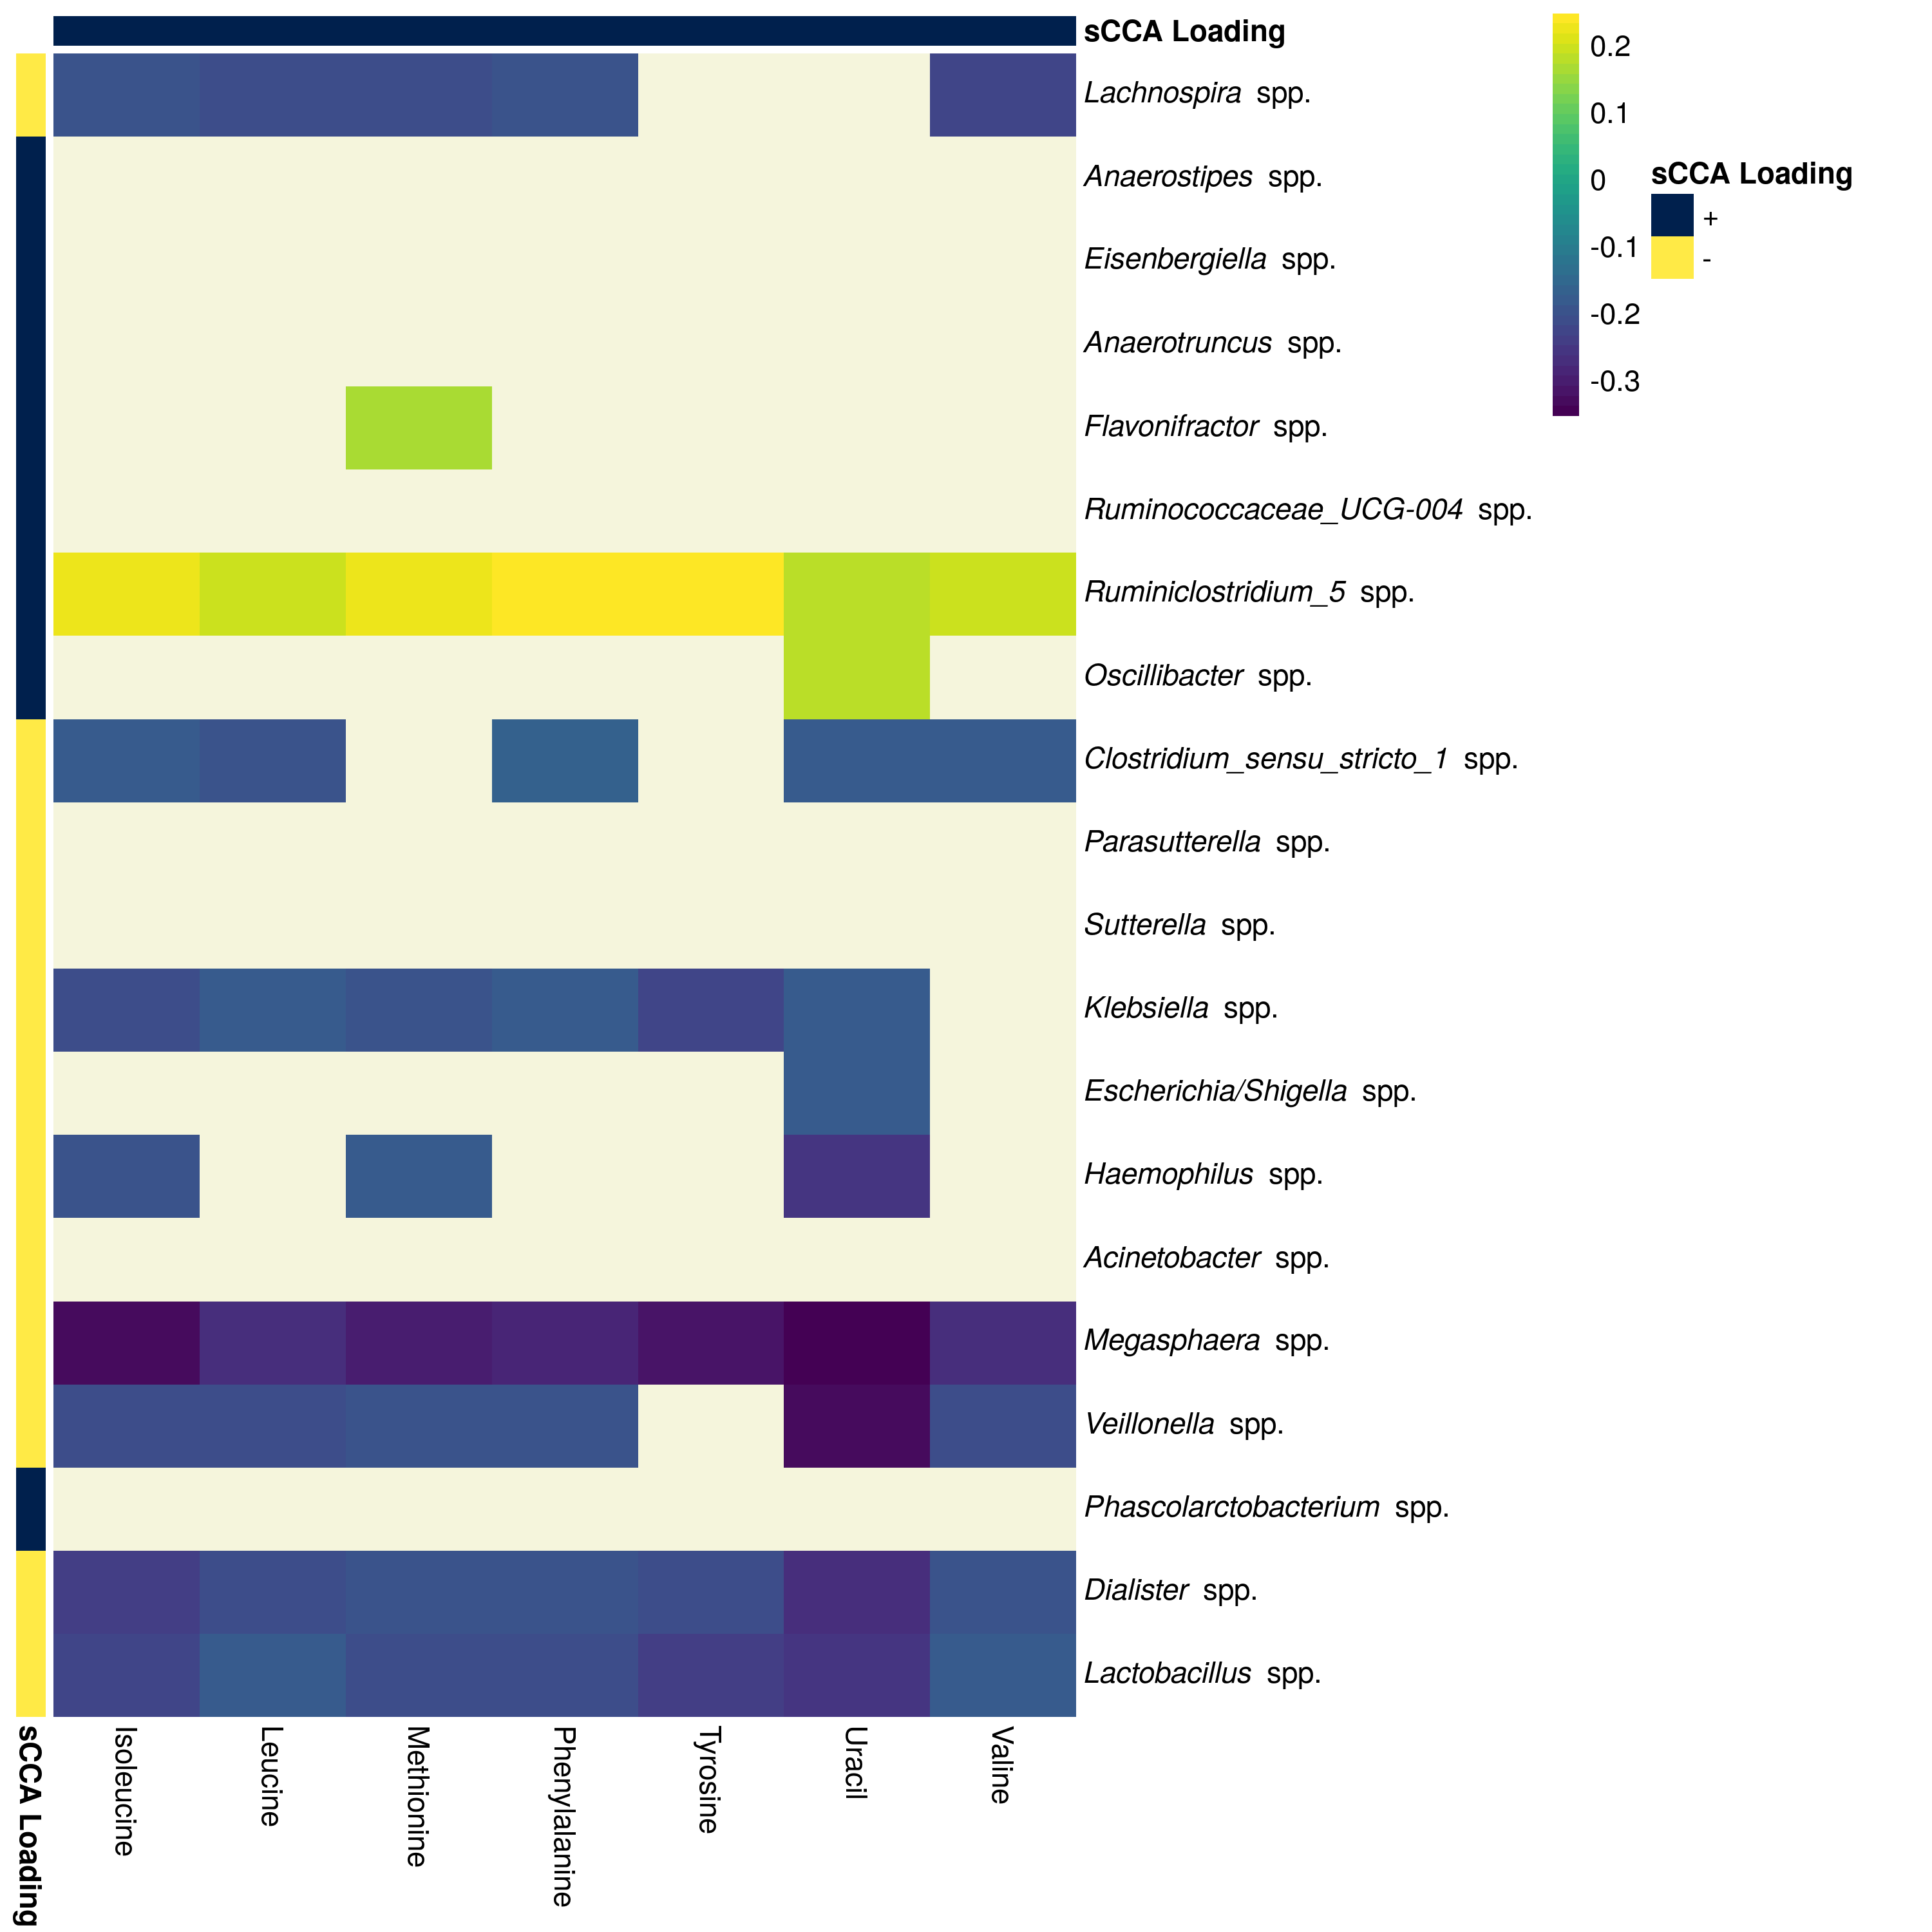 sCCA Loading
Lachnospira spp.
Anaerostipes spp.
Eisenbergiella spp.
Anaerotruncus spp.
Flavonifractor spp.
Ruminococcaceae_UCG-004 spp.
Ruminiclostridium_5 spp.
Oscillibacter spp.
Clostridium_sensu_stricto_1 spp.
Parasutterella spp.
Sutterella spp.
Klebsiella spp.
Escherichia/Shigella spp.
Haemophilus spp.
Acinetobacter spp.
Megasphaera spp.
Veillonella spp.
Phascolarctobacterium spp.
Dialister spp.
Lactobacillus spp.
0.2
0.1
0
-0.1
-0.2
-0.3
sCCA Loading
+
-
sCCA Loading
Isoleucine
Leucine
Methionine
Phenylalanine
Tyrosine
Uracil
Valine